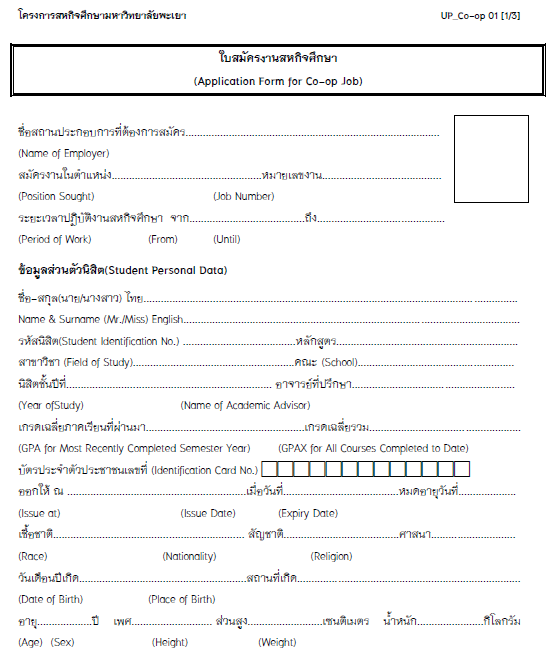 โครงการสหกิจศึกษามหาวิทยาลัยพะเยา UP_Co-op 01 [1/3]
ใบสมัครงานสหกิจศึกษา
(Application Form for Co-op Job)
ชื่อสถานประกอบการที่ต้องการสมัคร...........................................................................................
(Name of Employer)
สมัครงานในตำแหน่ง......................................................หมายเลขงาน...........................................
(Position Sought) (Job Number)
ระยะเวลาปฏิบัติงานสหกิจศึกษา จาก..........................................ถึง..............................................
(Period of Work) (From) (Until)
ข้อมูลส่วนตัวนิสิต(Student Personal Data)
ชื่อ-สกุล(นาย/นางสาว) ไทย.......................................................................................................................
Name & Surname (Mr./Miss) English..........................................................................................................
รหัสนิสิต(Student Identification No.) .........................................หลักสูตร................................................................
สาขาวิชา (Field of Study)..........................................................คณะ (School).......................................................
นิสิตชั้นปีที่.......................................................................... อาจารย์ที่ปรึกษา..........................................................
(Year ofStudy) (Name of Academic Advisor)
เกรดเฉลี่ยภาคเรียนที่ผ่านมา.........................................................เกรดเฉลี่ยรวม.......................................................
(GPA for Most Recently Completed Semester Year) (GPAX for All Courses Completed to Date)
บัตรประจำตัวประชาชนเลขที่ (Identification Card No.)
ออกให้ ณ .................................................................เมื่อวันที่.........................................หมดอายุวันที่.....................
(Issue at) (Issue Date) (Expiry Date)
เชื้อชาติ..................................................................... สัญชาติ..........................................ศาสนา..............................
(Race) (Nationality) (Religion)
วันเดือนปีเกิด............................................................สถานที่เกิด................................................................................
(Date of Birth) (Place of Birth)
อายุ....................ปี เพศ............................. ส่วนสูง...........................เซนติเมตร น้ำหนัก........................กิโลกรัม
(Age) (Sex) (Height) (Weight)